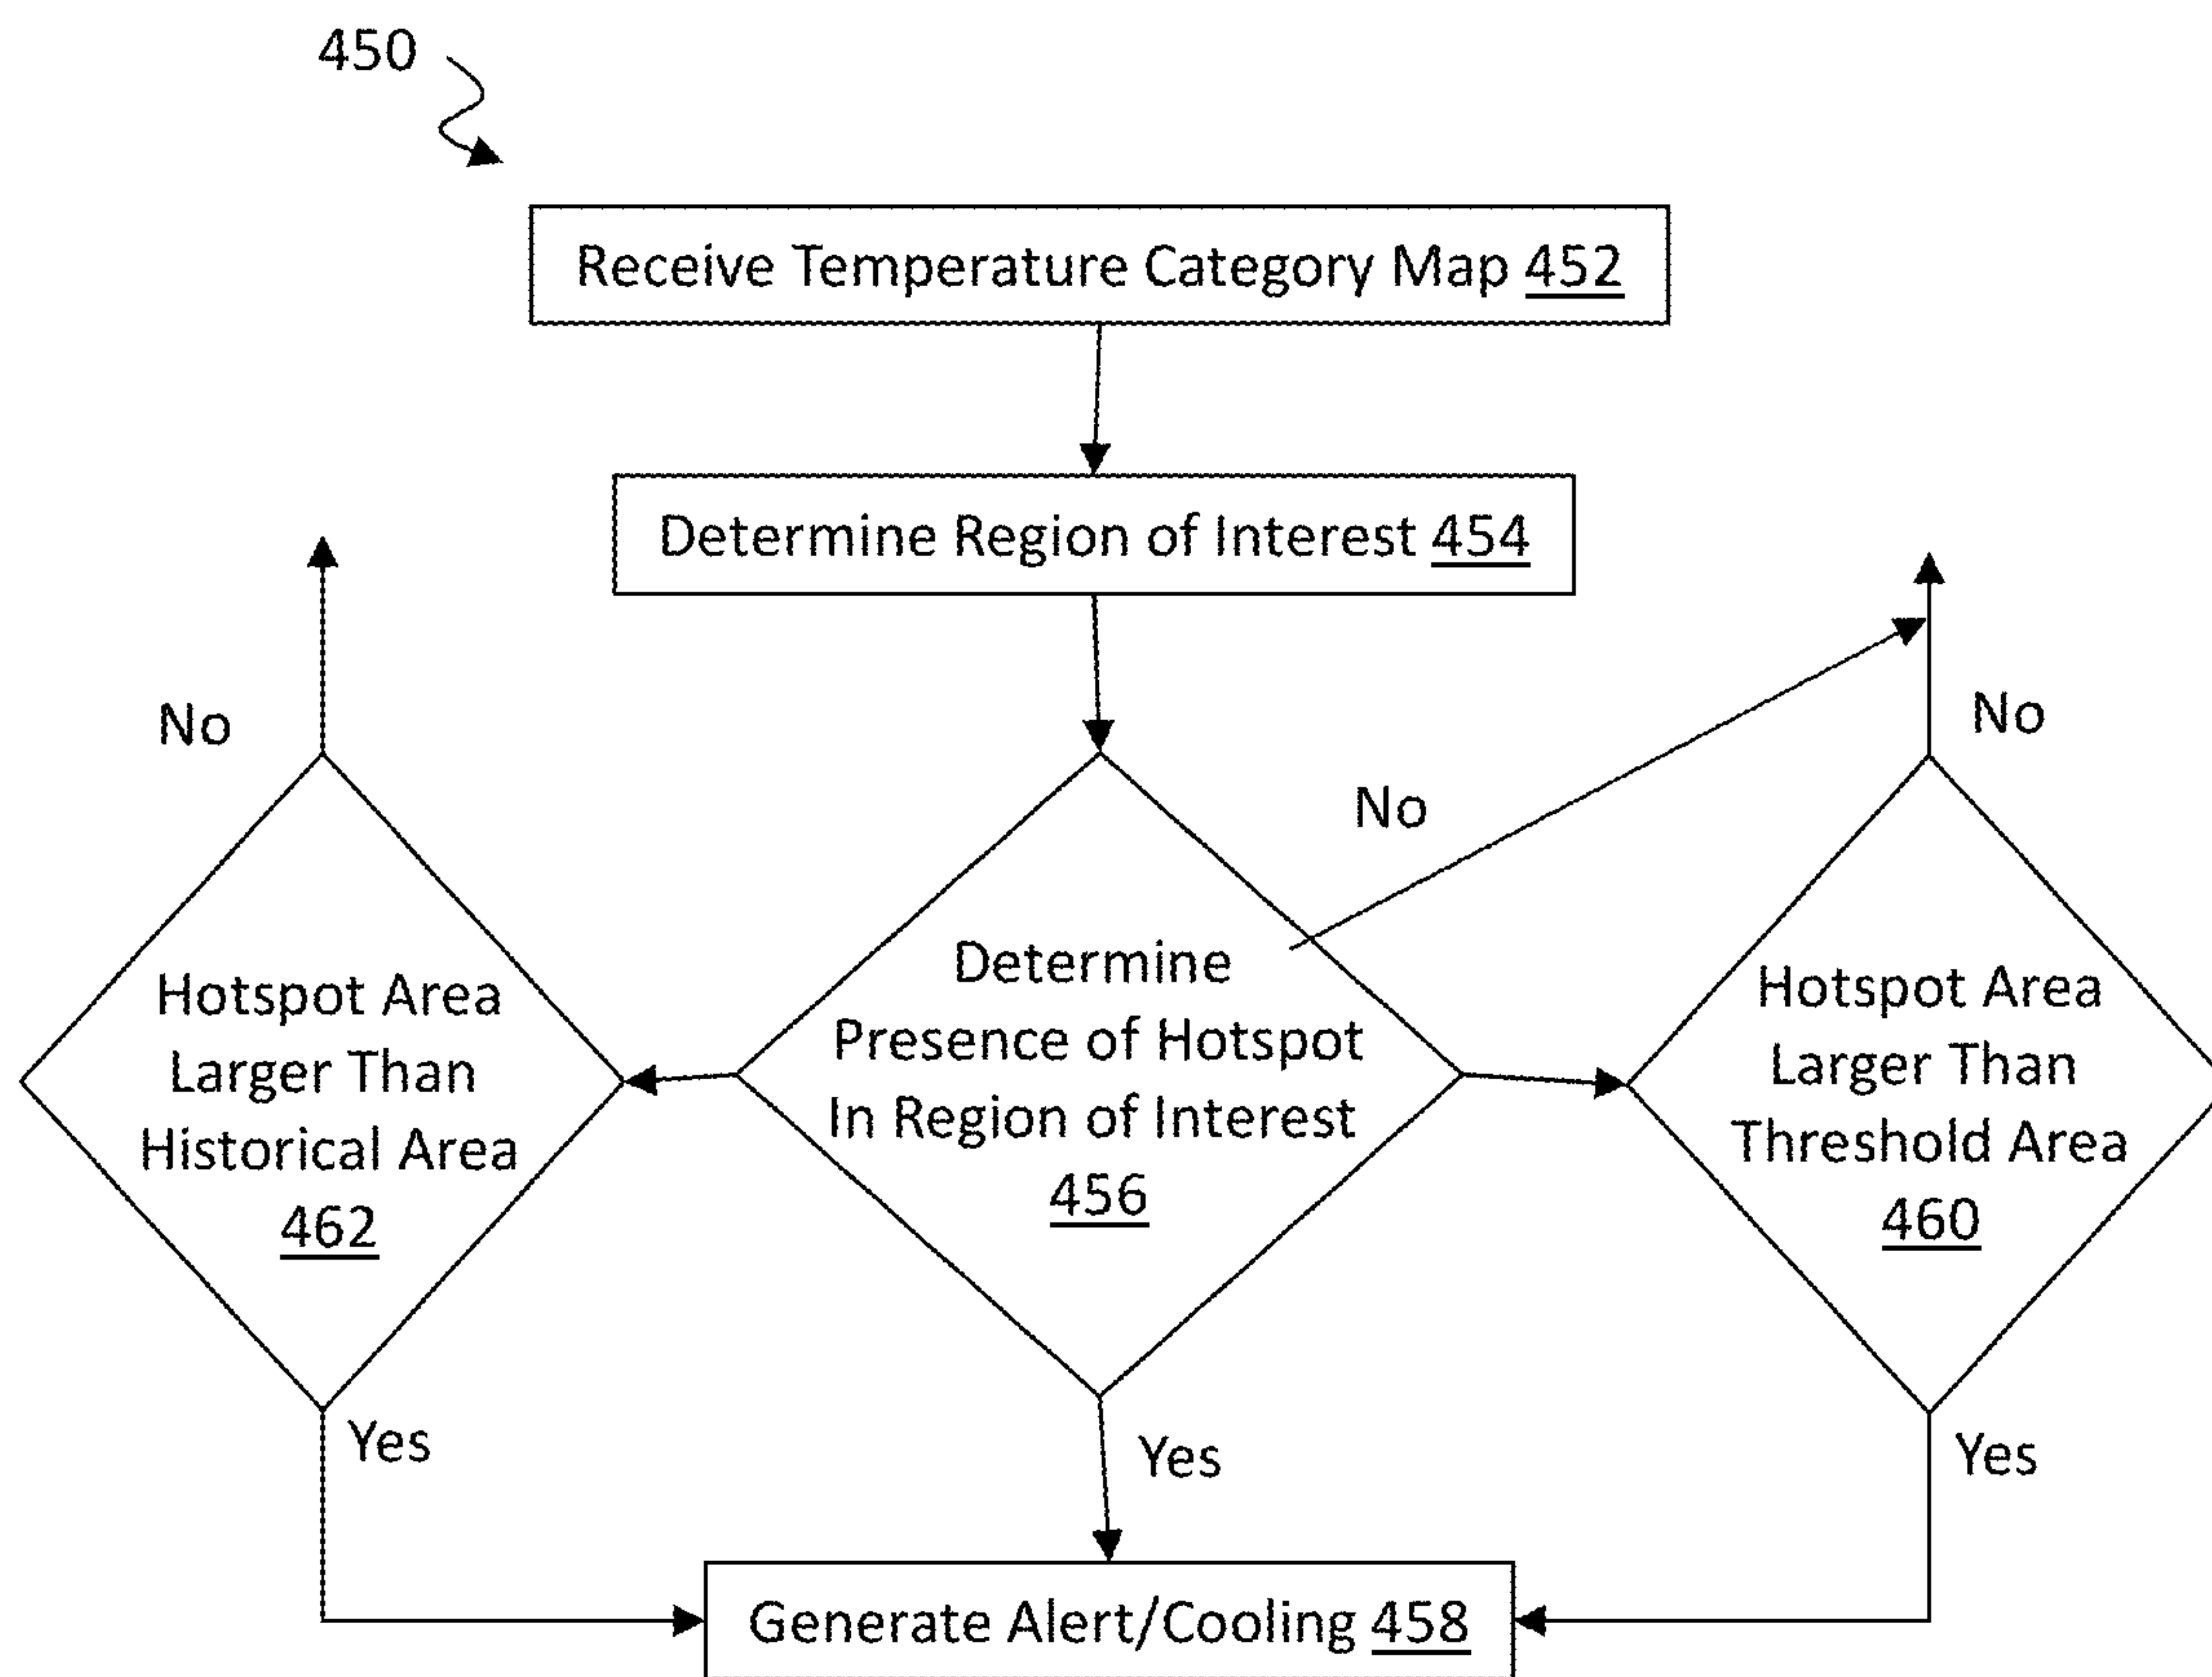 450
Receive Temperature Category Map 452
Determine Region of Interest 454
No
No
No
Hotspot Area
Larger Than
Historical Area
462
Determine
Presence of Hotspot
In Region of Interest
456
Hotspot Area
Larger Than
Threshold Area
460
Yes
Yes
Yes
Generate Alert/Cooling 458